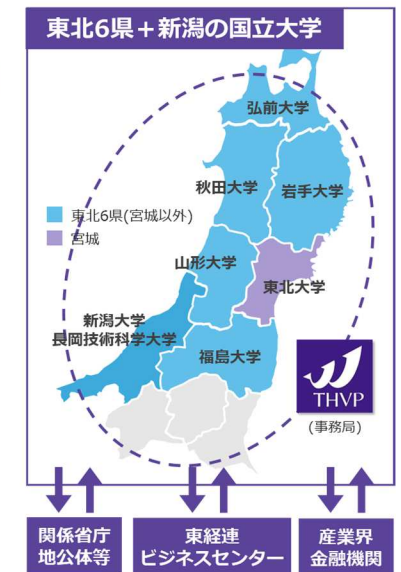 東北6県＋新潟の国立大学
弘前大学
秋田大学
岩手大学
東北6県(宮城以外)
宮城
山形大学
東北大学
新潟大学
長岡技術科学大学
福島大学
THVP
(事務局)
関係省庁
地公体等
東経連
ビジネスセンター
産業界
金融機関